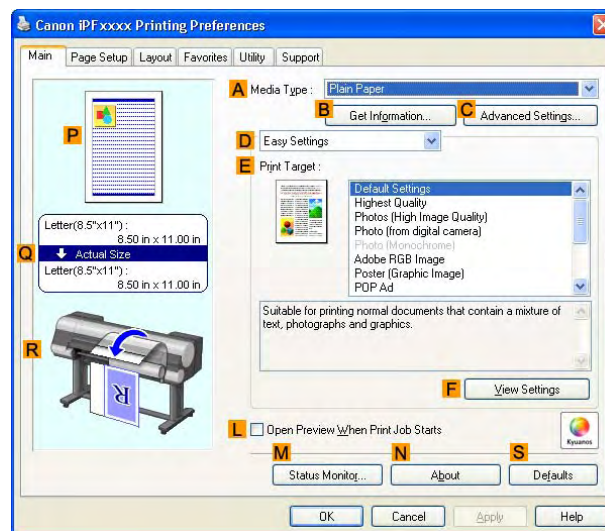 Canon iPFxxxx Printing Preferences
Main Page Setup Layout Favorites Utility Support
A Media Type : Plain Paper
B C
Get Information... Advanced Settings...
D Easy Settings
E Print Target :
Default Settings
Highest Quality
Photos (High Image Quality)
Photo (from digital camera)
Photo (Monochrome)
Adobe RGB Image
Poster (Graphic Image)
POP Ad
Suitable for printing normal documents that contain a mixture of
text, photographs and graphics.
F View Settings
P
Letter(8.5"x11") :
8.50 in x 11.00 in
Q Actual Size
Letter(8.5"x11") :
8.50 in x 11.00 in
R
R
L Open Preview When Print Job Starts
Kyuanos
M N S
Status Monitor... About Defaults
OK Cancel Apply Help